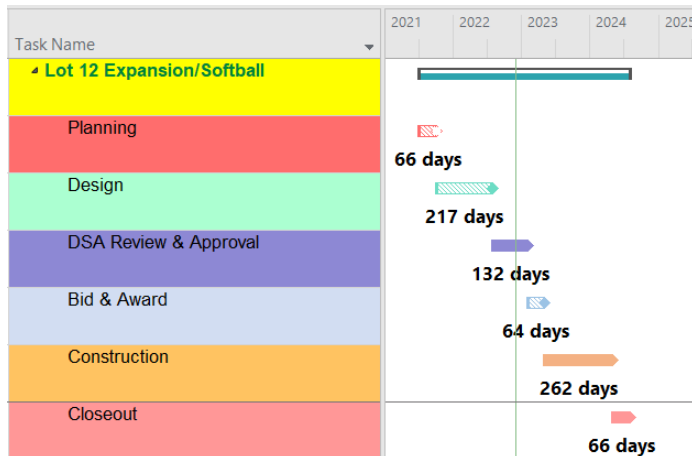 2021 2022 2023 2024 2025
Task Name
Lot 12 Expansion/Softball
Planning
66 days
Design
217 days
DSA Review & Approval
132 days
Bid & Award
64 days
Construction
262 days
Closeout
66 days